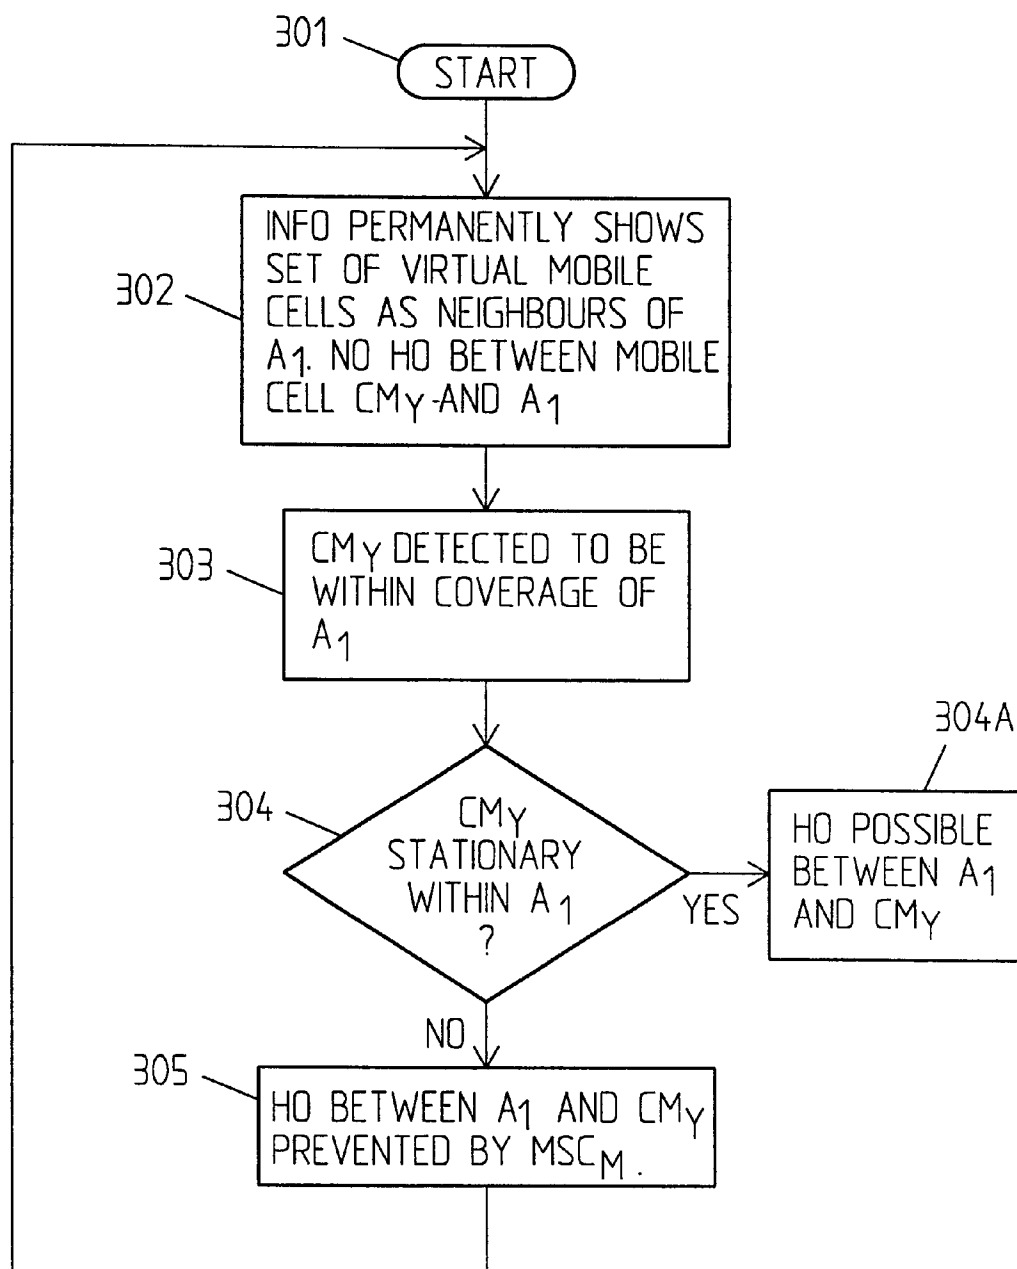 301
START
302
INFO PERMANENTLY SHOWS
SET OF VIRTUAL MOBILE
CELLS AS NEIGHBOURS OF
A1. NO HO BETWEEN MOBILE
CELL CMY-AND A1
303
CMY DETECTED TO BE
WITHIN COVERAGE OF
A1
304
CMY
STATIONARY
WITHIN A1
?
YES
304A
HO POSSIBLE
BETWEEN A1
AND CMY
NO
305
HO BETWEEN A1 AND CMY
PREVENTED BY MSCM.